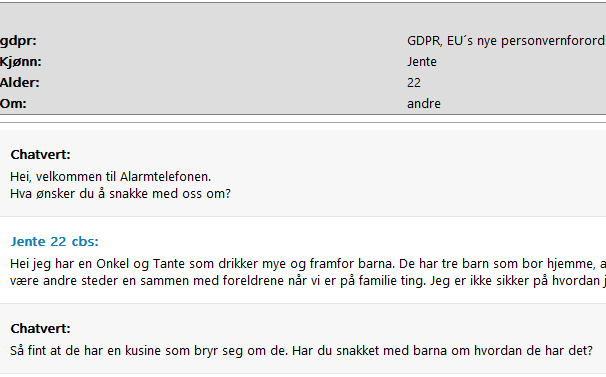 gdpr: GDPR, EU´s nye personvernforord
Kjønn: Jente
Alder: 22
Om: andre
Chatvert:
Hei, velkommen til Alarmtelefonen.
Hva ønsker du å snakke med oss om?
Jente 22 cbs:
Hei jeg har en Onkel og Tante som drikker mye og framfor barna. De har tre barn som bor hjemme, a
være andre steder en sammen med foreldrene når vi er på familie ting. Jeg er ikke sikker på hvordan j
Chatvert:
Så fint at de har en kusine som bryr seg om de. Har du snakket med barna om hvordan de har det?